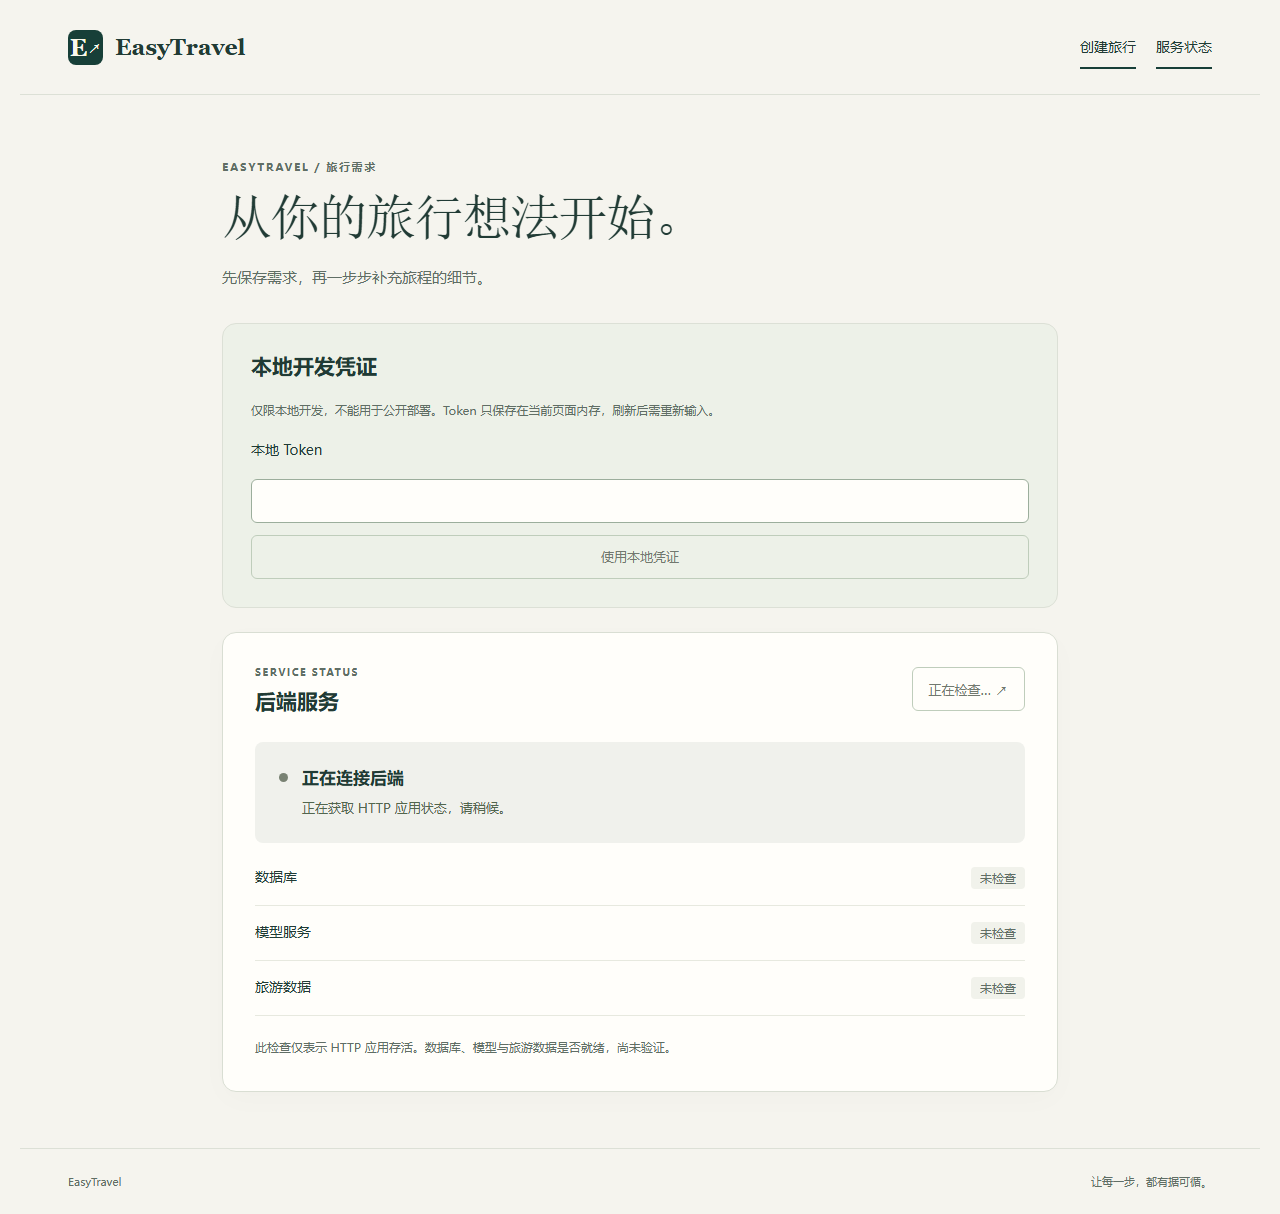 E↗ EasyTravel
创建旅行 服务状态
EASYTRAVEL / 旅行需求
从你的旅行想法开始。
先保存需求，再一步步补充旅程的细节。
本地开发凭证
仅限本地开发，不能用于公开部署。Token 只保存在当前页面内存，刷新后需重新输入。
本地 Token
使用本地凭证
SERVICE STATUS
后端服务
正在检查... ↗
正在连接后端
正在获取 HTTP 应用状态，请稍候。
数据库 未检查
模型服务 未检查
旅游数据 未检查
此检查仅表示 HTTP 应用存活。数据库、模型与旅游数据是否就绪，尚未验证。
EasyTravel 让每一步，都有据可循。